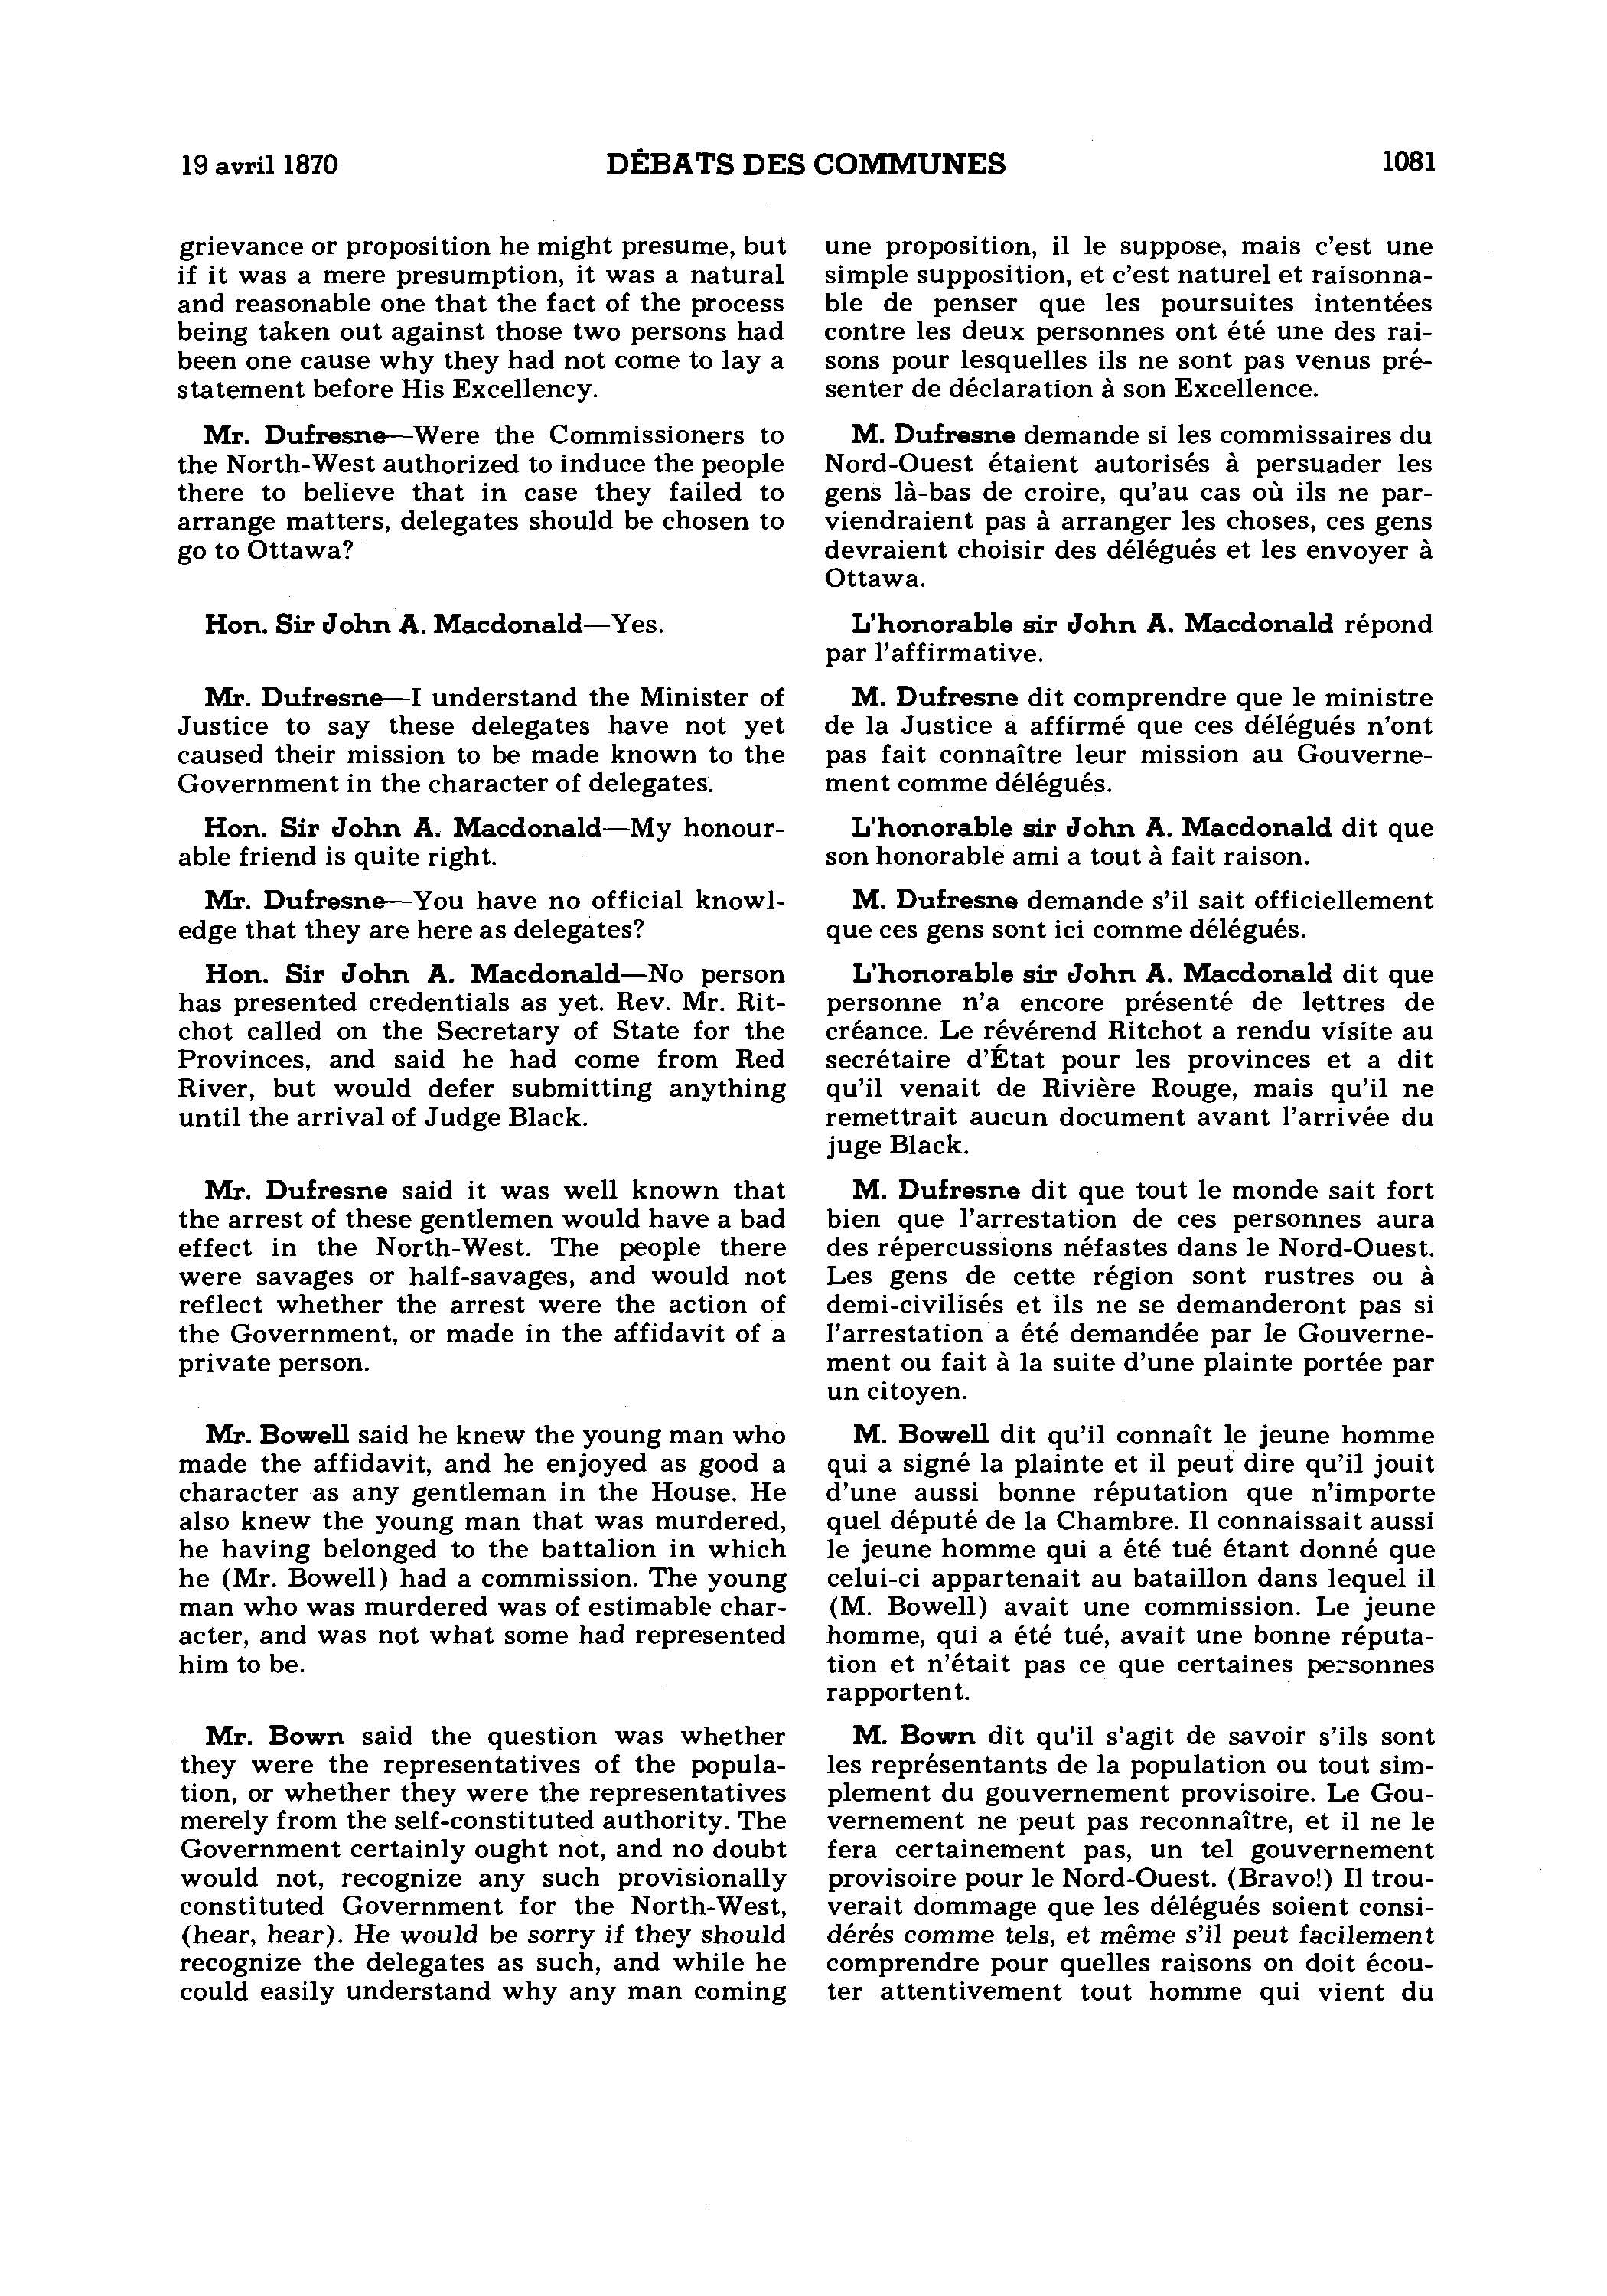 19 avril 1870
DÉBATS DES COMMUNES
1081
grievance or proposition he might presume, but
if it was a mere presumption, it was a natural
and reasonable one that the fact of the process
being taken out against those two persons had
been one cause why they had not come to lay a
statement before His Excellency.
Mr. Dufresne—Were the Commissioners to
the North-West authorized to induce the people
there to believe that in case they failed to
arrange matters, delegates should be chosen to
go to Ottawa?
Hon. Sir John A. Macdonald—Yes.
Mr. Dufresne—I understand the Minister of
Justice to say these delegates have not yet
caused their mission to be made known to the
Government in the character of delegates.
Hon. Sir John A. Macdonald—My honour-
able friend is quite right.
Mr. Dufresne—You have no official knowl-
edge that they are here as delegates?
Hon. Sir John A. Macdonald—No person
has presented credentials as yet. Rev. Mr. Rit-
chot called on the Secretary of State for the
Provinces, and said he had come from Red
River, but would defer submitting anything
until the arrival of Judge Black.
Mr. Dufresne said it was well known that
the arrest of these gentlemen would have a bad
effect in the North-West. The people there
were savages or half-savages, and would not
reflect whether the arrest were the action of
the Government, or made in the affidavit of a
private person.
Mr. Bowell said he knew the young man who
made the affidavit, and he enjoyed as good a
character as any gentleman in the House. He
also knew the young man that was murdered,
he having belonged to the battalion in which
he (Mr. Bowell) had a commission. The young
man who was murdered was of estimable char-
acter, and was not what some had represented
him to be.
Mr. Bown said the question was whether
they were the representatives of the popula-
tion, or whether they were the representatives
merely from the self-constituted authority. The
Government certainly ought not, and no doubt
would not, recognize any such provisionally
constituted Government for the North-West,
(hear, hear). He would be sorry if they should
recognize the delegates as such, and while he
could easily understand why any man coming
une proposition, il le suppose, mais c'est une
simple supposition, et c'est naturel et raisonna-
ble de penser que les poursuites intentées
contre les deux personnes ont été une des rai-
sons pour lesquelles ils ne sont pas venus pré-
senter de déclaration à son Excellence.
M. Dufresne demande si les commissaires du
Nord-Ouest étaient autorisés à persuader les
gens là-bas de croire, qu'au cas où ils ne par-
viendraient pas à arranger les choses, ces gens
devraient choisir des délégués et les envoyer à
Ottawa.
L'honorable sir John A. Macdonald répond
par l'affirmative.
M. Dufresne dit comprendre que le ministre
de la Justice a affirmé que ces délégués n'ont
pas fait connaître leur mission au Gouverne-
ment comme délégués.
L'honorable sir John A. Macdonald dit que
son honorable ami a tout à fait raison.
M. Dufresne demande s'il sait officiellement
que ces gens sont ici comme délégués.
L'honorable sir John A. Macdonald dit que
personne n'a encore présenté de lettres de
créance. Le révérend Ritchot a rendu visite au
secrétaire d'État pour les provinces et a dit
qu'il venait de Rivière Rouge, mais qu'il ne
remettrait aucun document avant l'arrivée du
juge Black.
M. Dufresne dit que tout le monde sait fort
bien que l'arrestation de ces personnes aura
des répercussions néfastes dans le Nord-Ouest.
Les gens de cette région sont rustres ou à
demi-civilisés et ils ne se demanderont pas si
l'arrestation a été demandée par le Gouverne-
ment ou fait à la suite d'une plainte portée par
un citoyen.
M. Bowell dit qu'il connaît le jeune homme
qui a signé la plainte et il peut dire qu'il jouit
d'une aussi bonne réputation que n'importe
quel député de la Chambre. Il connaissait aussi
le jeune homme qui a été tué étant donné que
celui-ci appartenait au bataillon dans lequel il
(M. Bowell) avait une commission. Le jeune
homme, qui a été tué, avait une bonne réputa-
tion et n'était pas ce que certaines personnes
rapportent.
M. Bown dit qu'il s'agit de savoir s'ils sont
les représentants de la population ou tout sim-
plement du gouvernement provisoire. Le Gou-
vernement ne peut pas reconnaître, et il ne le
fera certainement pas, un tel gouvernement
provisoire pour le Nord-Ouest. (Bravo!) Il trou-
verait dommage que les délégués soient consi-
dérés comme tels, et même s'il peut facilement
comprendre pour quelles raisons on doit écou-
ter attentivement tout homme qui vient du